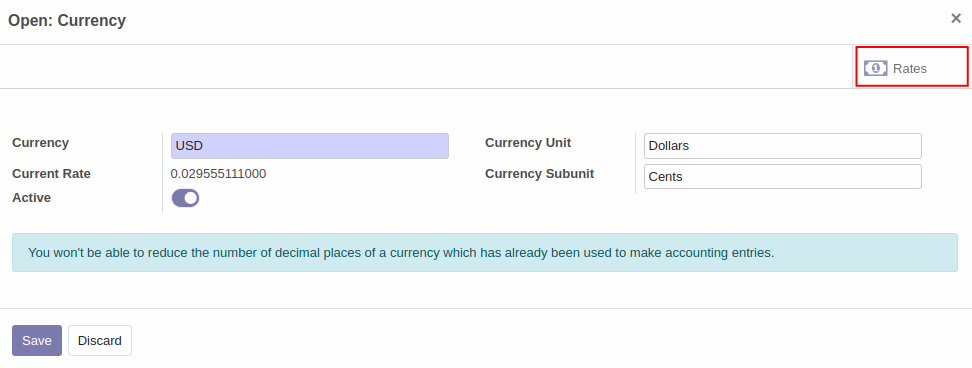 Open: Currency ×
Rates
Currency USD
Current Rate 0.029555111000
Active
Currency Unit Dollars
Currency Subunit Cents
You won't be able to reduce the number of decimal places of a currency which has already been used to make accounting entries.
Save Discard